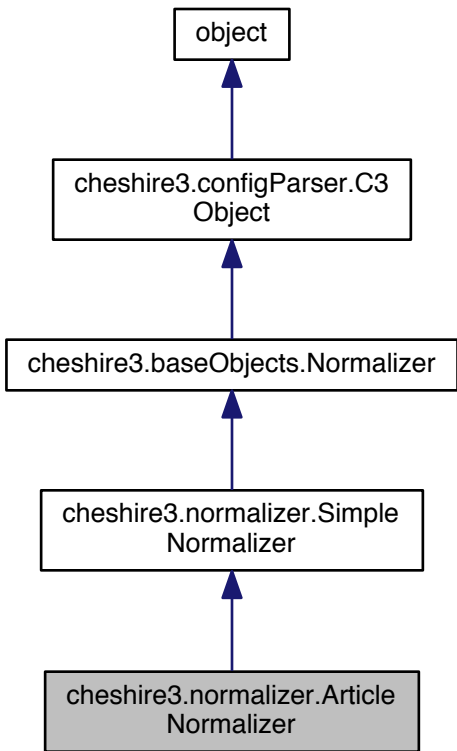 object
cheshire3.configParser.C3
Object
cheshire3.baseObjects.Normalizer
cheshire3.normalizer.Simple
Normalizer
cheshire3.normalizer.Article
Normalizer